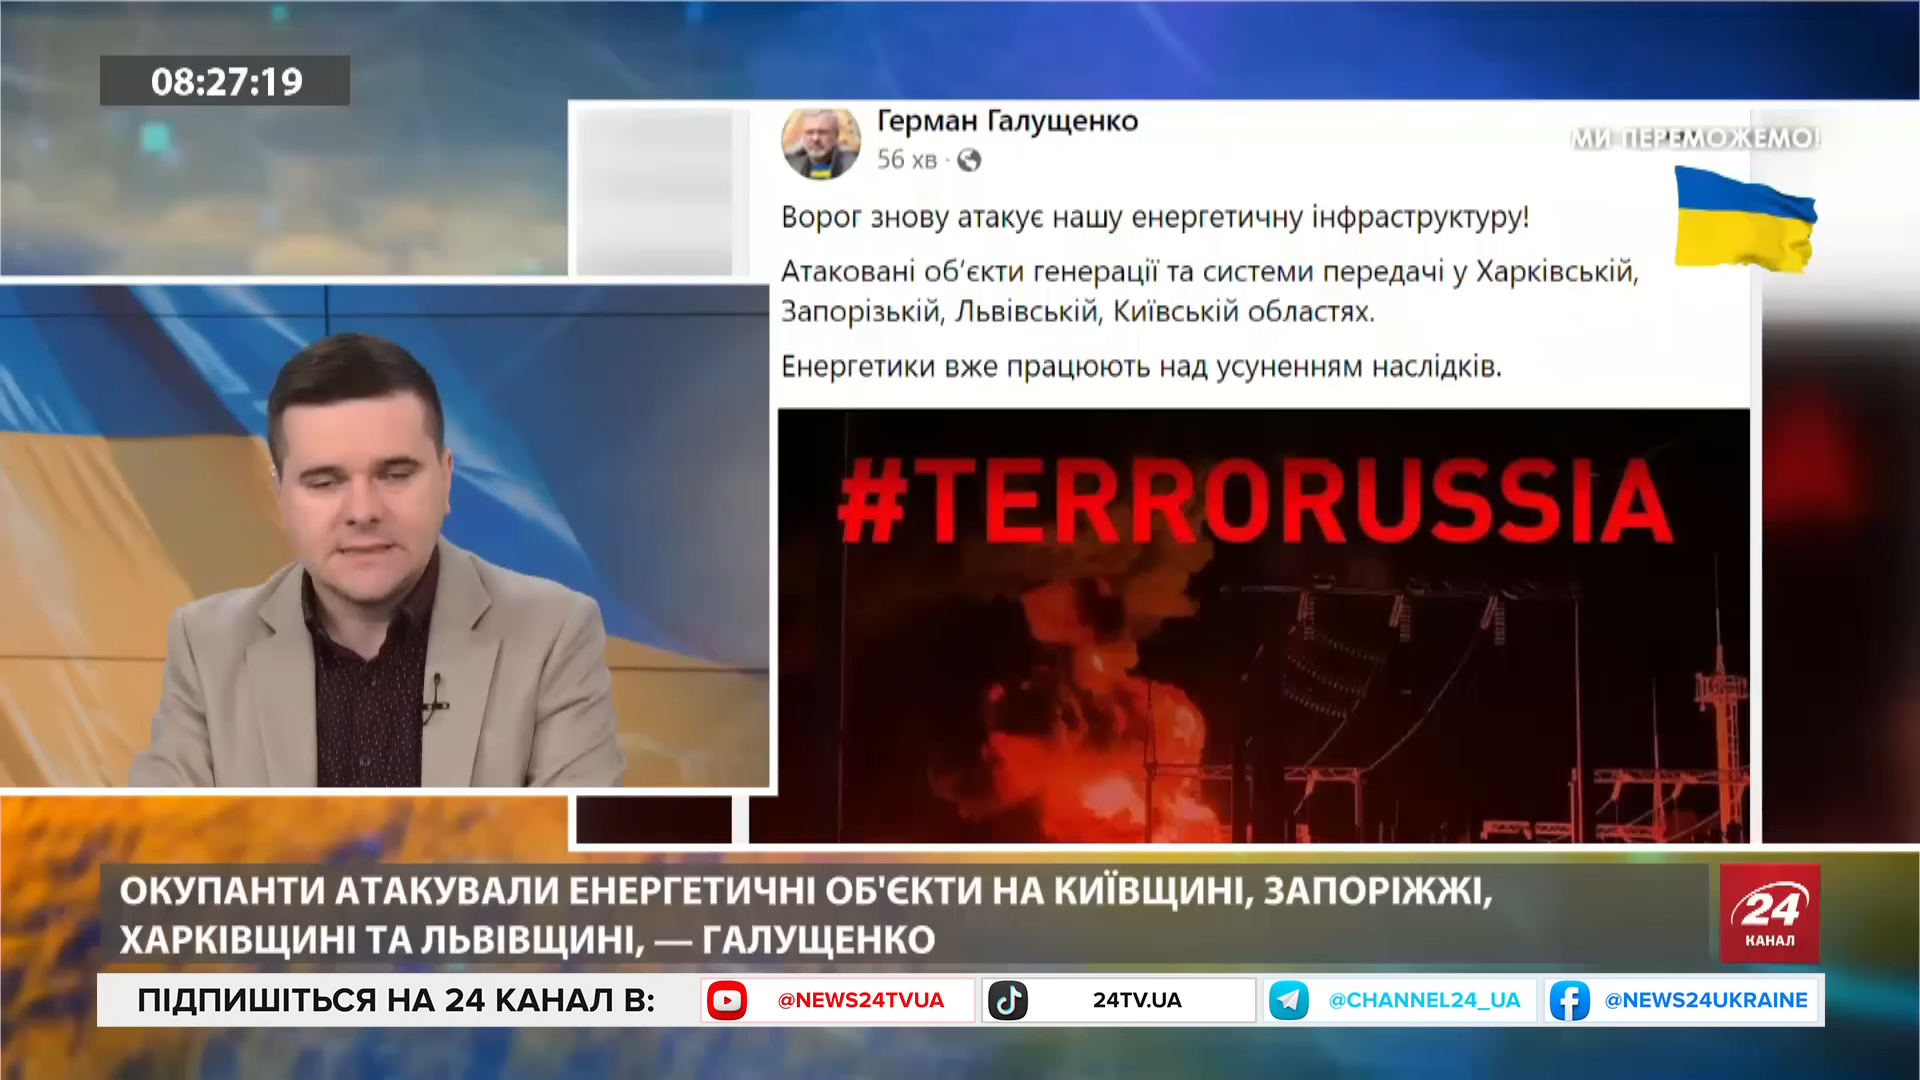 08:27:19
Герман Галущенко
56 хв ·
МИ ПЕРЕМОЖЕМО!
Ворог знову атакує нашу енергетичну інфраструктуру!
Атаковані об’єкти генерації та системи передачі у Харківській,
Запорізькій, Львівській, Київській областях.
Енергетики вже працюють над усуненням наслідків.
#TERRORUSSIA
ОКУПАНТИ АТАКУВАЛИ ЕНЕРГЕТИЧНІ ОБ'ЄКТИ НА КИЇВЩИНІ, ЗАПОРІЖЖІ,
ХАРКІВЩИНІ ТА ЛЬВІВЩИНІ, — ГАЛУЩЕНКО
24
КАНАЛ
ПІДПИШІТЬСЯ НА 24 КАНАЛ В:
@NEWS24TVUA
24TV.UA
@CHANNEL24_UA
@NEWS24UKRAINE